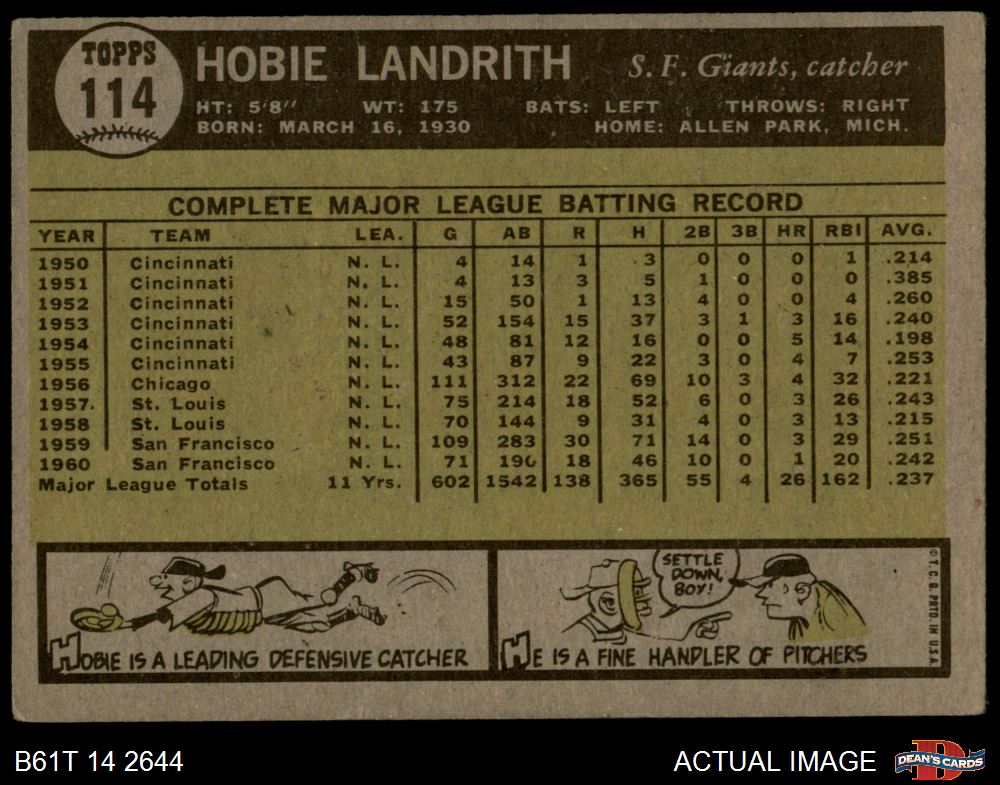 TOPPS
114
HOBIE LANDRITH S. F. Giants, catcher
HT: 5'8" WT: 175 BATS: LEFT THROWS: RIGHT
BORN: MARCH 16, 1930 HOME: ALLEN PARK, MICH.
COMPLETE MAJOR LEAGUE BATTING RECORD
YEAR TEAM LEA. G AB R H 2B 3B HR RBI AVG.
1950 Cincinnati N. L. 4 14 1 3 0 0 0 1 .214
1951 Cincinnati N. L. 4 13 3 5 1 0 0 0 .385
1952 Cincinnati N. L. 15 50 1 13 4 0 0 4 .260
1953 Cincinnati N. L. 52 154 15 37 3 1 3 16 .240
1954 Cincinnati N. L. 48 81 12 16 0 0 5 14 .198
1955 Cincinnati N. L. 43 87 9 22 3 0 4 7 .253
1956 Chicago N. L. 111 312 22 69 10 3 4 32 .221
1957 St. Louis N. L. 75 214 18 52 6 0 3 26 .243
1958 St. Louis N. L. 70 144 9 31 4 0 3 13 .215
1959 San Francisco N. L. 109 283 30 71 14 0 3 29 .251
1960 San Francisco N. L. 71 190 18 46 10 0 1 20 .242
Major League Totals 11 Yrs. 602 1542 138 365 55 4 26 162 .237
HOBIE IS A LEADING DEFENSIVE CATCHER
SETTLE
DOWN,
BOY!
HE IS A FINE HANDLER OF PITCHERS
© T. C. G. PRTD. IN U.S.A.
B61T 14 2644
ACTUAL IMAGE
D
DEAN'S CARDS